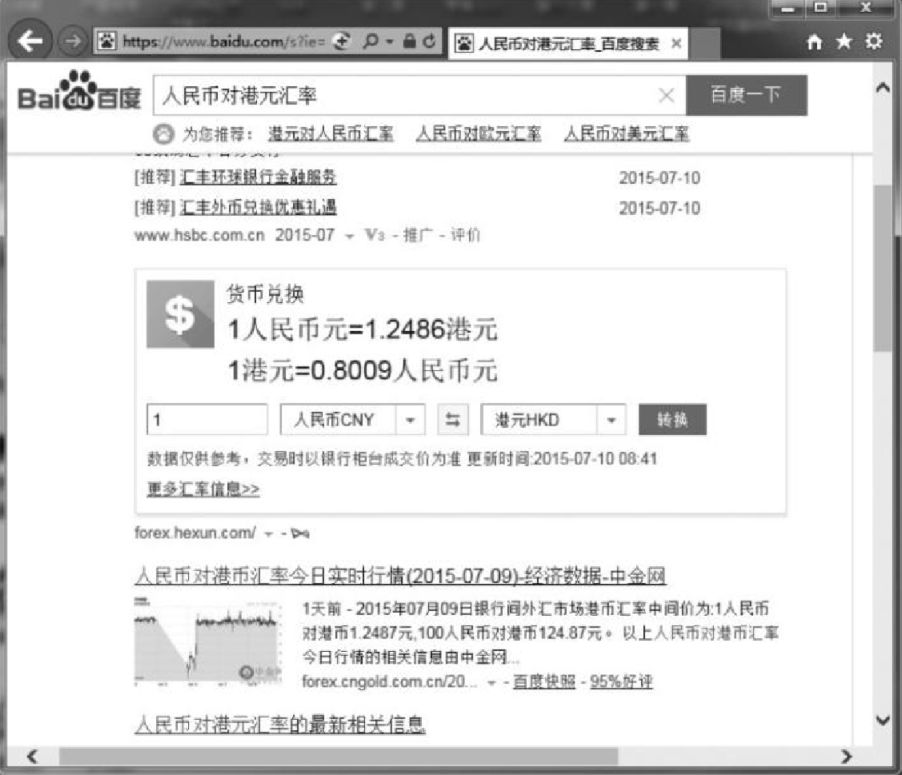 https://www.baidu.com/s?ie=
人民币对港元汇率_百度搜索
Bai du 百度
人民币对港元汇率
百度一下
为您推荐: 港元对人民币汇率 人民币对欧元汇率 人民币对美元汇率
[推荐] 汇丰环球银行金融服务 2015-07-10
[推荐] 汇丰外币兑换优惠礼遇 2015-07-10
www.hsbc.com.cn 2015-07 V3 - 推广 - 评价
货币兑换
$
1人民币元=1.2486港元
1港元=0.8009人民币元
1 人民币CNY 港元HKD 转换
数据仅供参考，交易时以银行柜台成交价为准 更新时间:2015-07-10 08:41
更多汇率信息>>
forex.hexun.com/ -
人民币对港币汇率今日实时行情(2015-07-09)-经济数据-中金网
1天前 - 2015年07月09日银行间外汇市场港币汇率中间价为:1人民币
对港币1.2487元,100人民币对港币124.87元。 以上人民币对港币汇率
今日行情的相关信息由中金网...
forex.cngold.com.cn/20... - 百度快照 - 95%好评
人民币对港元汇率的最新相关信息